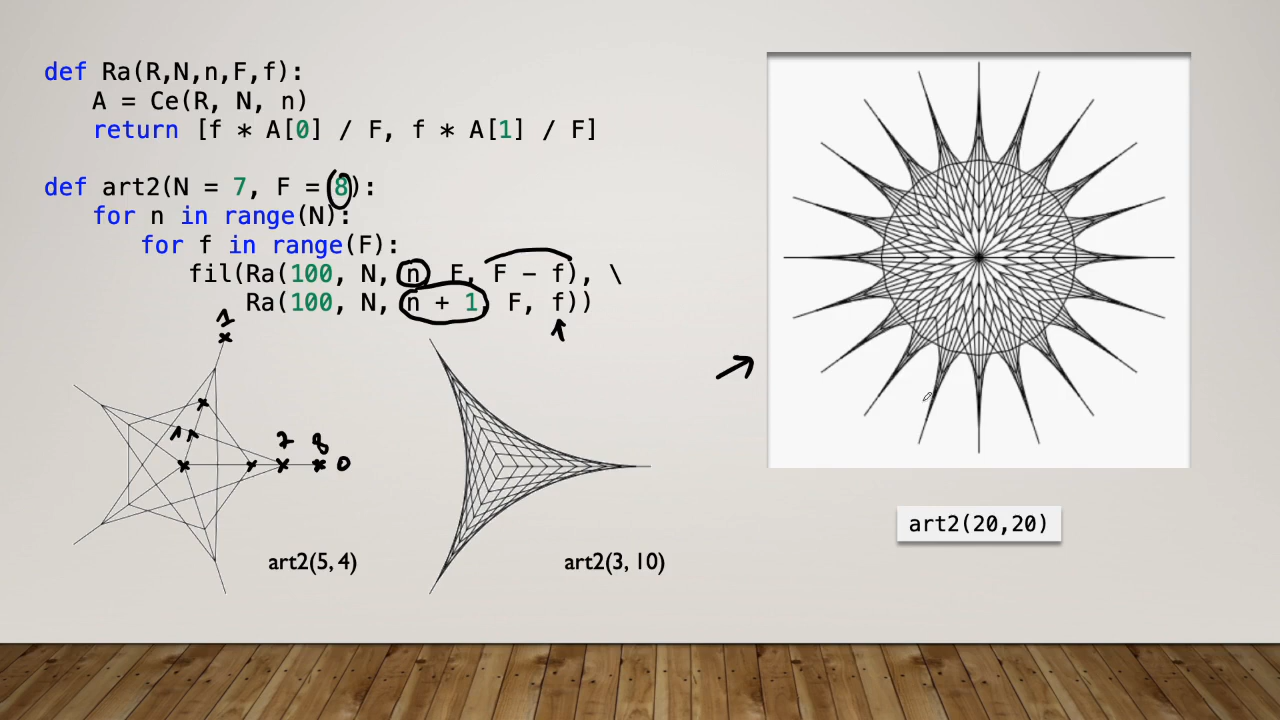 def Ra(R,N,n,F,f):
A = Ce(R, N, n)
return [f * A[0] / F, f * A[1] / F]
def art2(N = 7, F = 8):
for n in range(N):
for f in range(F):
fil(Ra(100, N, n, F, F - f), \
Ra(100, N, n + 1, F, f))
1
7 8 0
art2(5, 4)
art2(3, 10)
art2(20,20)